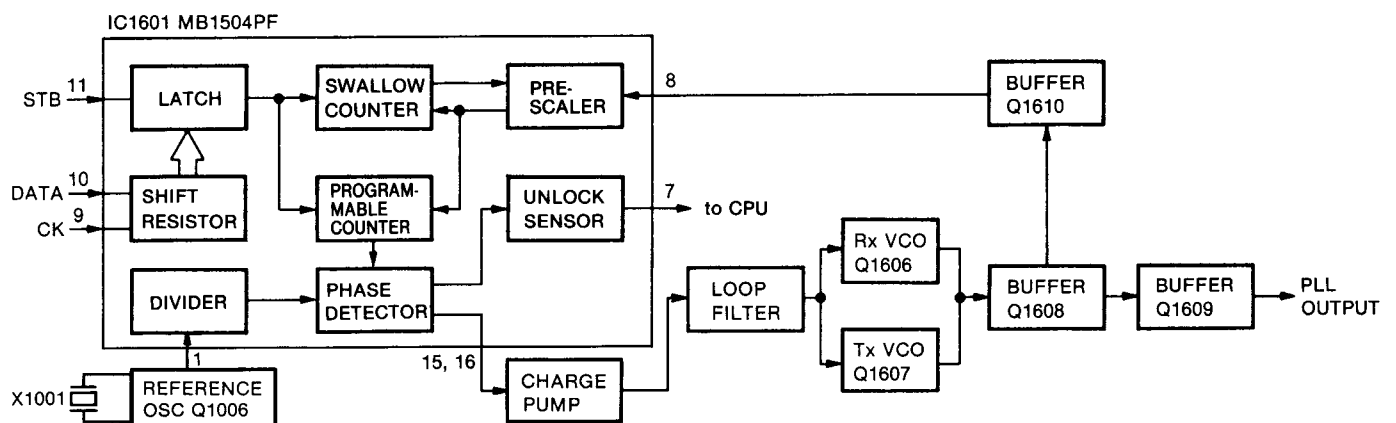 IC1601 MB1504PF
STB
11
LATCH
SWALLOW
COUNTER
PRE-
SCALER
8
BUFFER
Q1610
DATA
10
CK
9
SHIFT
RESISTOR
PROGRAM-
MABLE
COUNTER
UNLOCK
SENSOR
7
to CPU
DIVIDER
PHASE
DETECTOR
LOOP
FILTER
Rx VCO
Q1606
Tx VCO
Q1607
BUFFER
Q1608
BUFFER
Q1609
PLL
OUTPUT
1
15, 16
X1001
REFERENCE
OSC Q1006
CHARGE
PUMP